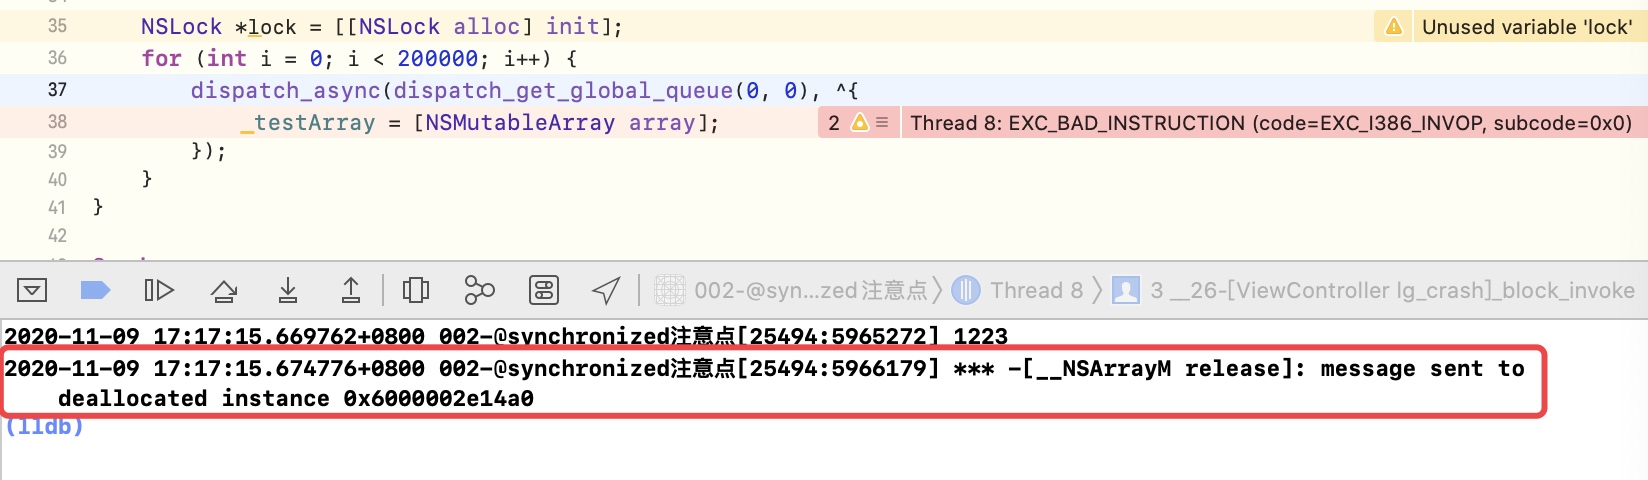 35 NSLock *lock = [[NSLock alloc] init]; Unused variable 'lock'
36 for (int i = 0; i < 200000; i++) {
37 dispatch_async(dispatch_get_global_queue(0, 0), ^{
38 _testArray = [NSMutableArray array]; 2 Thread 8: EXC_BAD_INSTRUCTION (code=EXC_I386_INVOP, subcode=0x0)
39 });
40 }
41 }
42
002-@syn...zed 注意点 Thread 8 3 __26-[ViewController lg_crash]_block_invoke
2020-11-09 17:17:15.669762+0800 002-@synchronized注意点[25494:5965272] 1223
2020-11-09 17:17:15.674776+0800 002-@synchronized注意点[25494:5966179] *** -[__NSArrayM release]: message sent to
deallocated instance 0x6000002e14a0
(lldb)